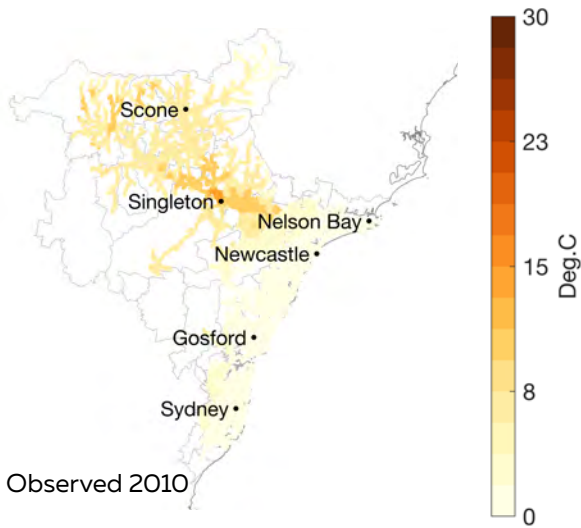 30
Scone
23
Singleton
Nelson Bay
Newcastle
15
Deg.C
Gosford
8
Sydney
Observed 2010
0